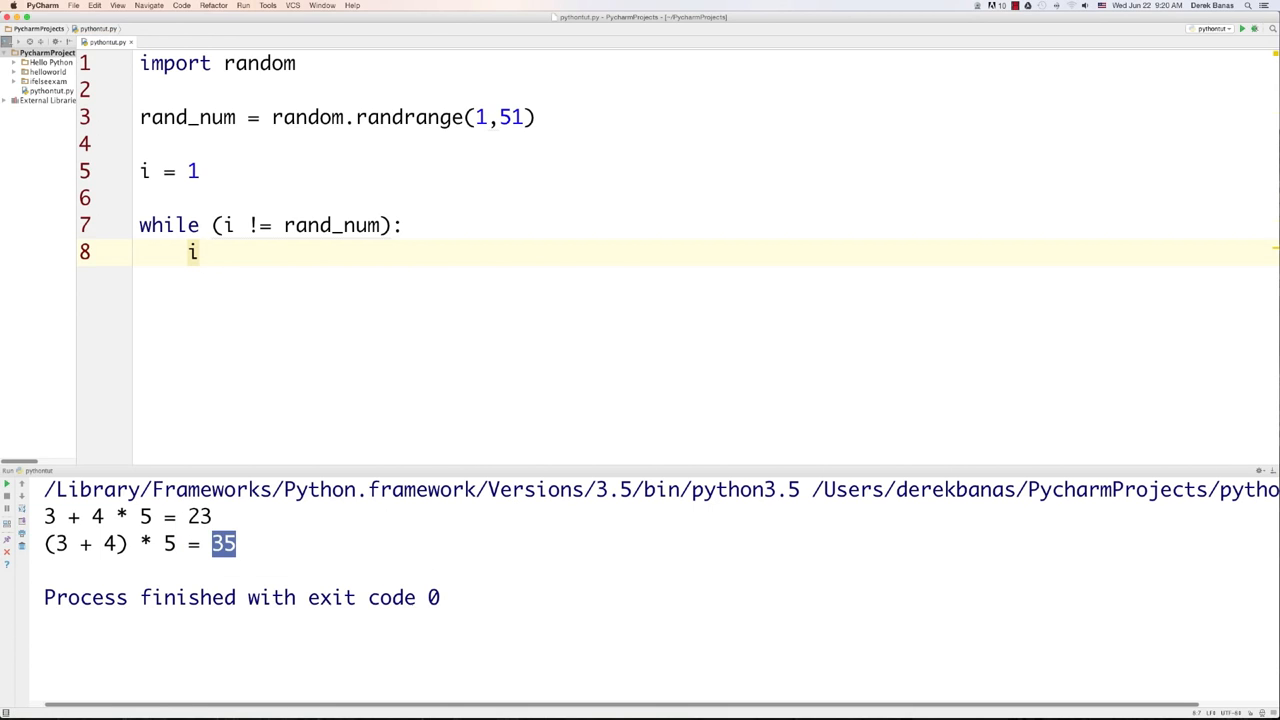 PyCharm File Edit View Navigate Code Refactor Run Tools VCS Window Help 10 Wed Jun 22 9:20 AM Derek Banas
pythontut.py - PycharmProjects - [~/PycharmProjects]
PycharmProjects pythontut.py pythontut
pythontut.py
PycharmProject
Hello Python
helloworld
ifelseexam
pythontut.py
External Librarie
1 import random
2
3 rand_num = random.randrange(1,51)
4
5 i = 1
6
7 while (i != rand_num):
8 i
Run pythontut
/Library/Frameworks/Python.framework/Versions/3.5/bin/python3.5 /Users/derekbanas/PycharmProjects/pytho
3 + 4 * 5 = 23
(3 + 4) * 5 = 35
Process finished with exit code 0
UTF-8